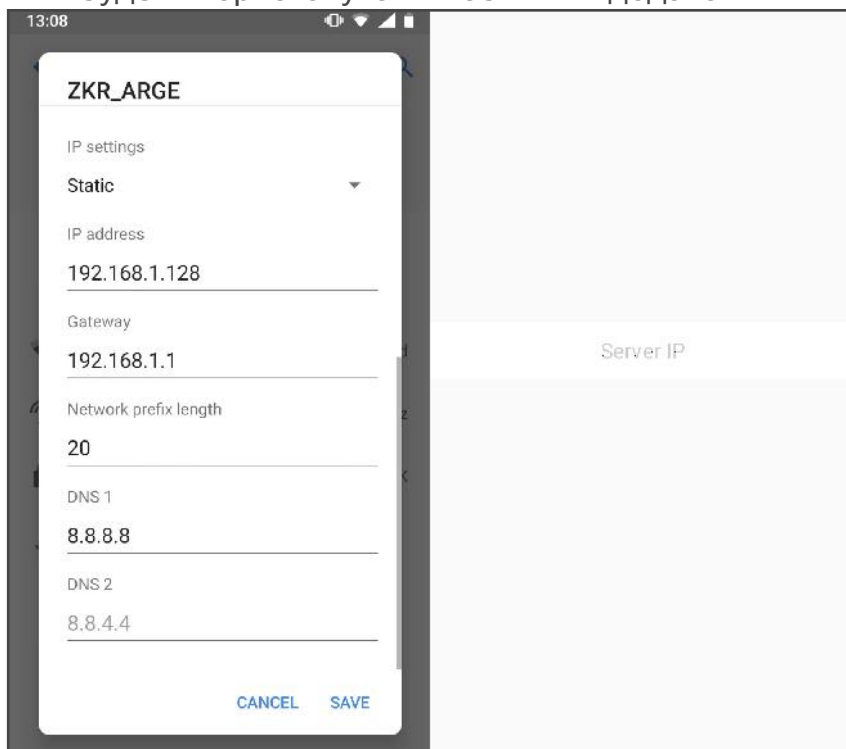 13:08
ZKR_ARGE
IP settings
Static
IP address
192.168.1.128
Gateway
192.168.1.1
Network prefix length
20
DNS 1
8.8.8.8
DNS 2
8.8.4.4
CANCEL SAVE
Server IP